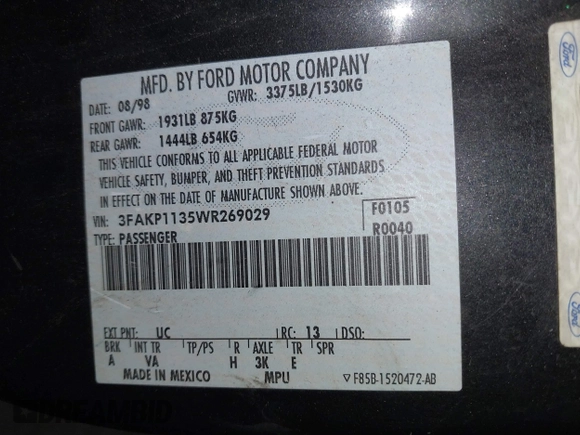 MFD. BY FORD MOTOR COMPANY
DATE: 08/98 GVWR: 3375LB/1530KG
FRONT GAWR: 1931LB 875KG
REAR GAWR: 1444LB 654KG
THIS VEHICLE CONFORMS TO ALL APPLICABLE FEDERAL MOTOR
VEHICLE SAFETY, BUMPER, AND THEFT PREVENTION STANDARDS
IN EFFECT ON THE DATE OF MANUFACTURE SHOWN ABOVE.
VIN: 3FAKP1135WR269029 F0105
TYPE: PASSENGER R0040
EXT PNT: UC RC: 13 DSO:
BRK INT TR TP/PS R AXLE TR SPR
A VA H 3K E
MADE IN MEXICO MPU ▽ F85B-1520472-AB
Ford
Ford
DREAMBID